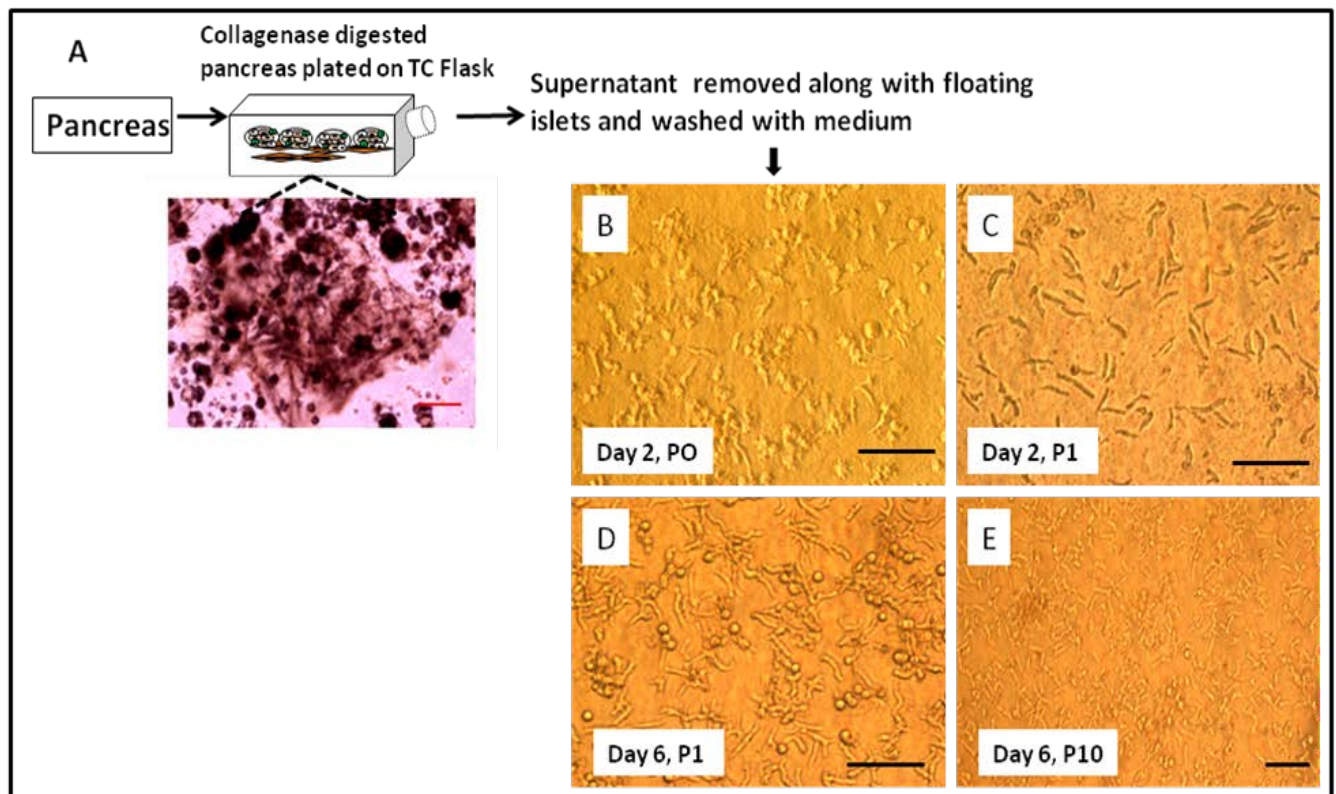 A
Collagenase digested
pancreas plated on TC Flask
Pancreas
Supernatant removed along with floating
islets and washed with medium
B
Day 2, PO
C
Day 2, P1
D
Day 6, P1
E
Day 6, P10